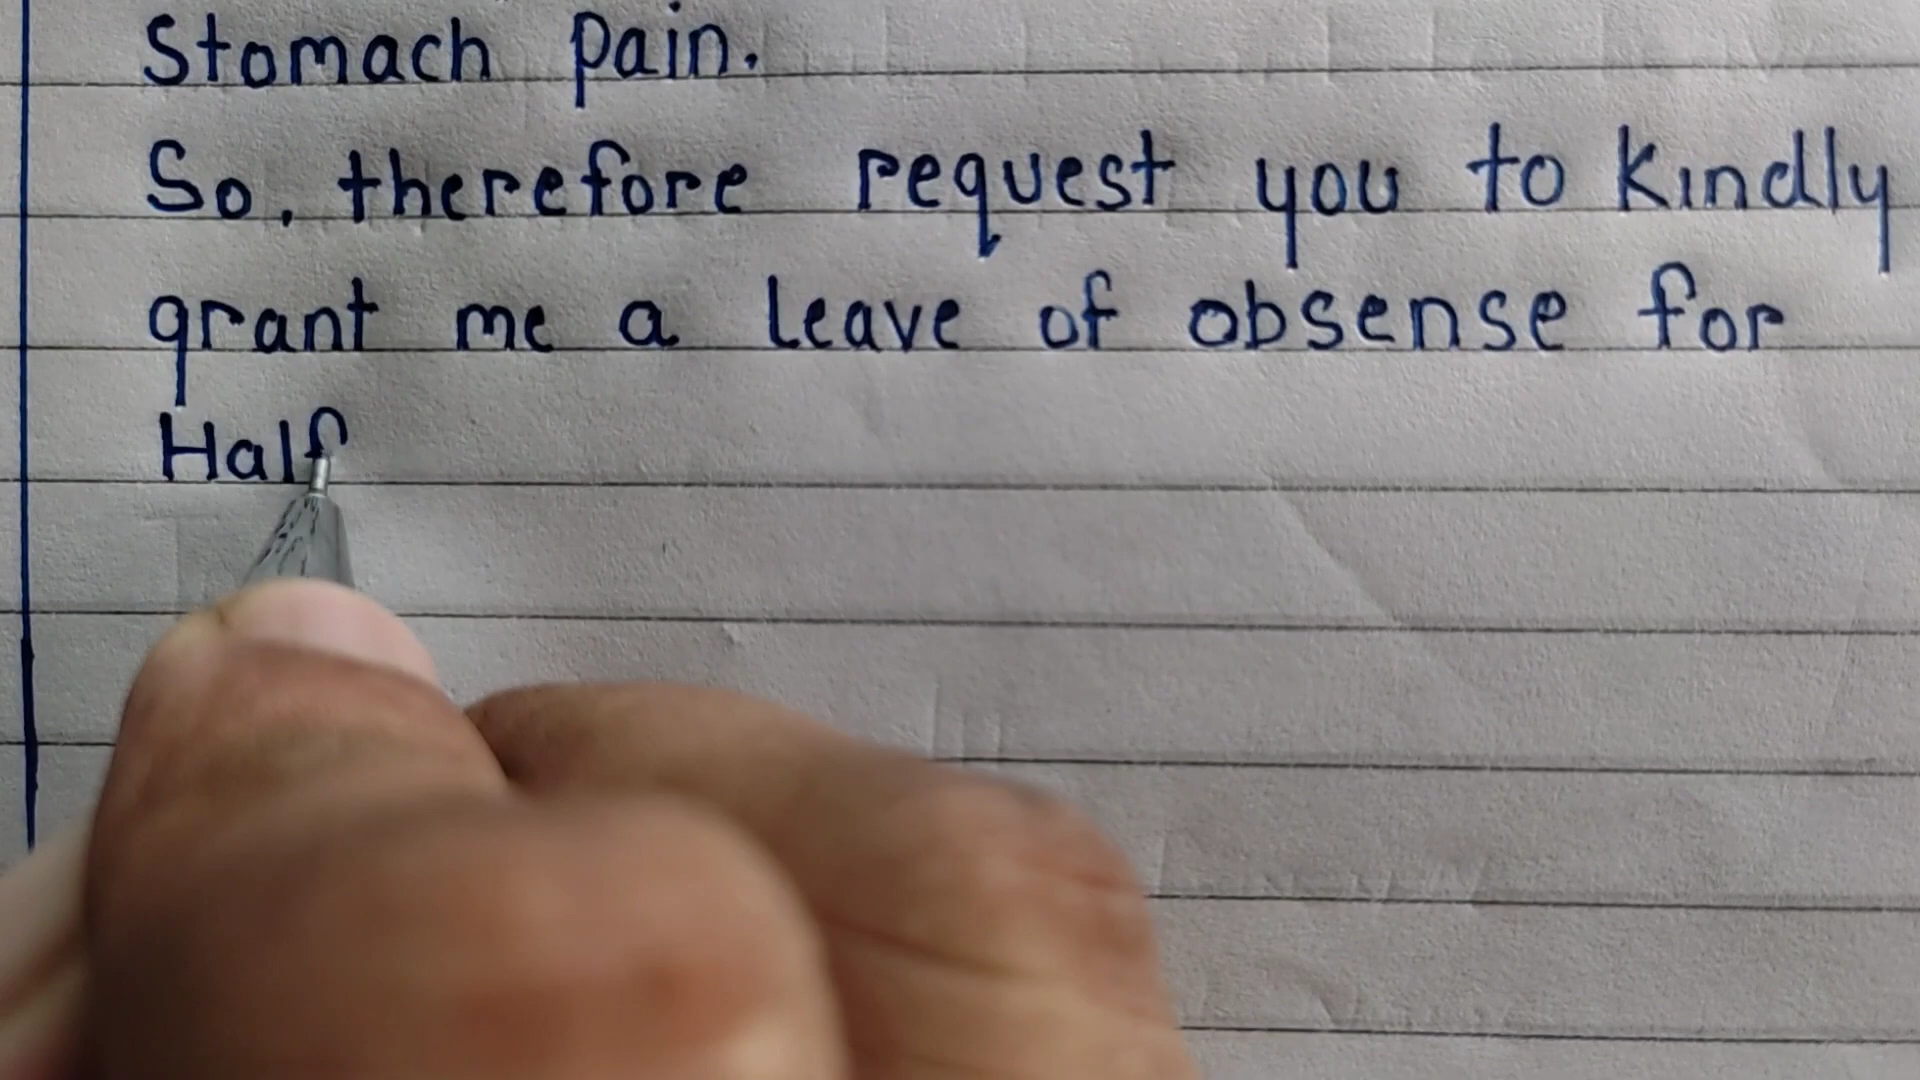 Stomach pain.
So. therefore request you to kindly
grant me a leave of obsense for
Half